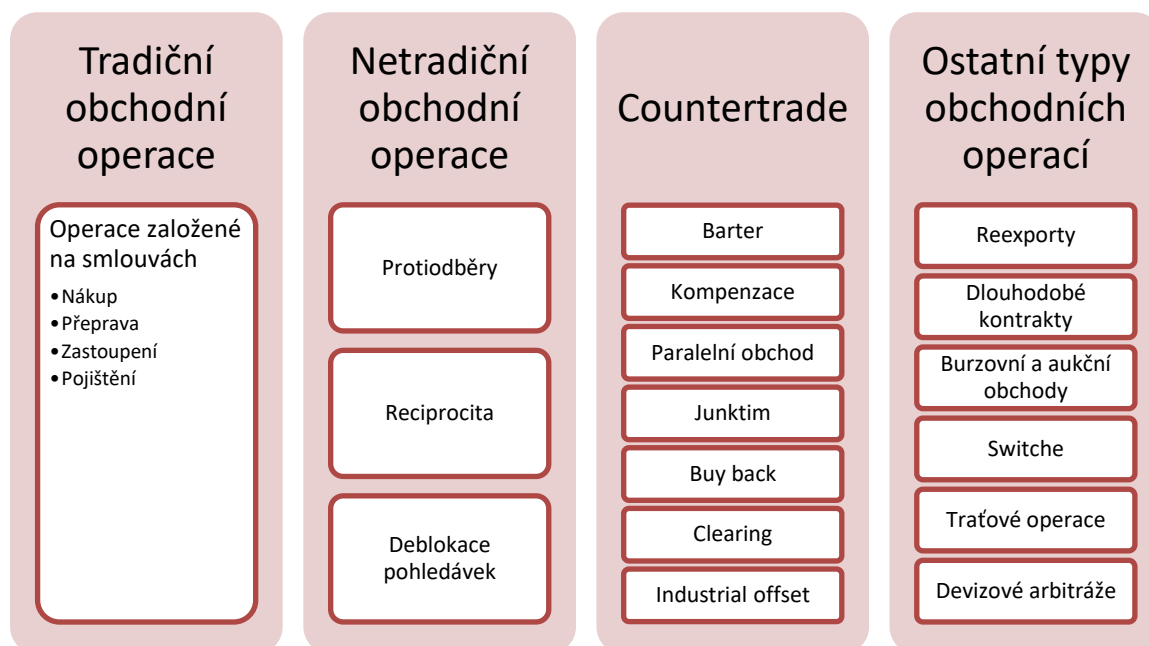 Tradiční
obchodní
operace
Operace založené
na smlouvách
•Nákup
•Přeprava
•Zastoupení
•Pojištění
Netradiční
obchodní
operace
Protiodběry
Reciprocita
Deblokace
pohledávek
Countertrade
Barter
Kompenzace
Paralelní obchod
Junktim
Buy back
Clearing
Industrial offset
Ostatní typy
obchodních
operací
Reexporty
Dlouhodobé
kontrakty
Burzovní a aukční
obchody
Switche
Traťové operace
Devizové arbitráže